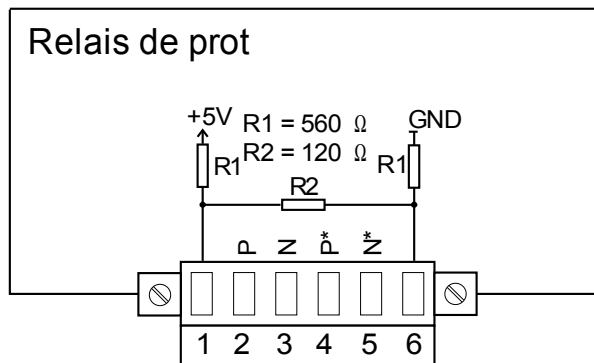 Relais de prot
+5V R1 = 560 Ω GND
R1 R2 = 120 Ω R1
R2
P N P* N*
1 2 3 4 5 6